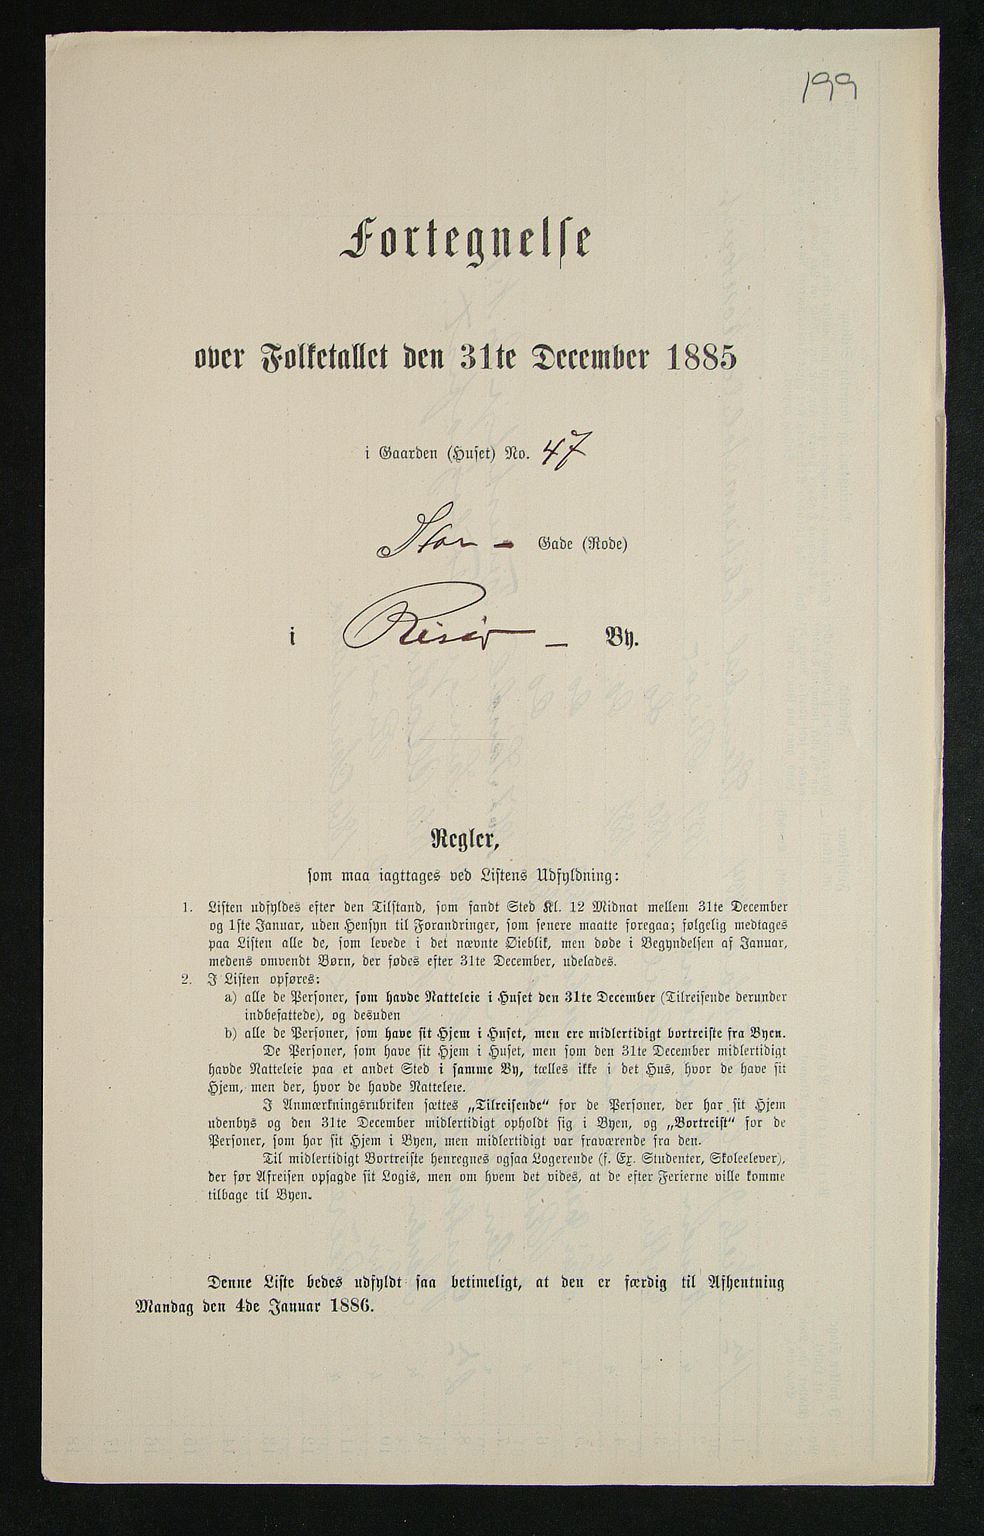 199
Fortegnelse
over Folketallet den 31te December 1885
i Gaarden (Huset) No. 47
Stor - Gade (Rode)
i Risør - By.
Regler,
som maa iagttages ved Listens Udfyldning:
1. Listen udfyldes efter den Tilstand, som fandt Sted Kl. 12 Midnat mellem 31te December
og 1ste Januar, uden Hensyn til Forandringer, som senere maatte foregaa; følgelig medtages
paa Listen alle de, som levede i det nævnte Øieblik, men døde i Begyndelsen af Januar,
medens omvendt Børn, der fødes efter 31te December, udelades.
2. I Listen opføres:
a) alle de Personer, som havde Natteleie i Huset den 31te December (Tilreisende derunder
indbefattede), og desuden
b) alle de Personer, som have sit Hjem i Huset, men ere midlertidigt bortreiste fra Byen.
De Personer, som have sit Hjem i Huset, men som den 31te December midlertidigt
havde Natteleie paa et andet Sted i samme By, tælles ikke i det Hus, hvor de have sit
Hjem, men der, hvor de havde Natteleie.
I Anmærkningsrubriken sættes „Tilreisende“ for de Personer, der har sit Hjem
udenbys og den 31te December midlertidigt opholdt sig i Byen, og „Bortreist“ for de
Personer, som har sit Hjem i Byen, men midlertidigt var fraværende fra den.
Til midlertidigt Bortreiste henregnes ogsaa Logerende (f. Ex. Studenter, Skoleelever),
der før Afreisen opsagde sit Logis, men om hvem det vides, at de efter Ferierne ville komme
tilbage til Byen.
Denne Liste bedes udfyldt saa betimeligt, at den er færdig til Afhentning
Mandag den 4de Januar 1886.